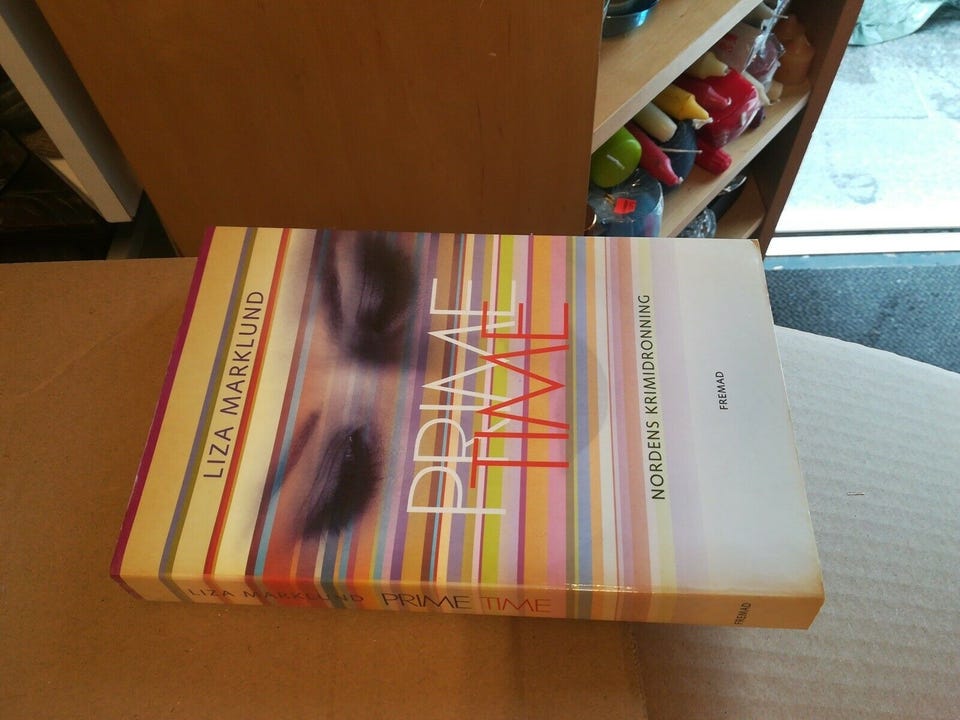 LIZA MARKLUND
PRIME
TIME
NORDENS KRIMIDRONNING
FREMAD
LIZA MARKLUND PRIME TIME FREMAD